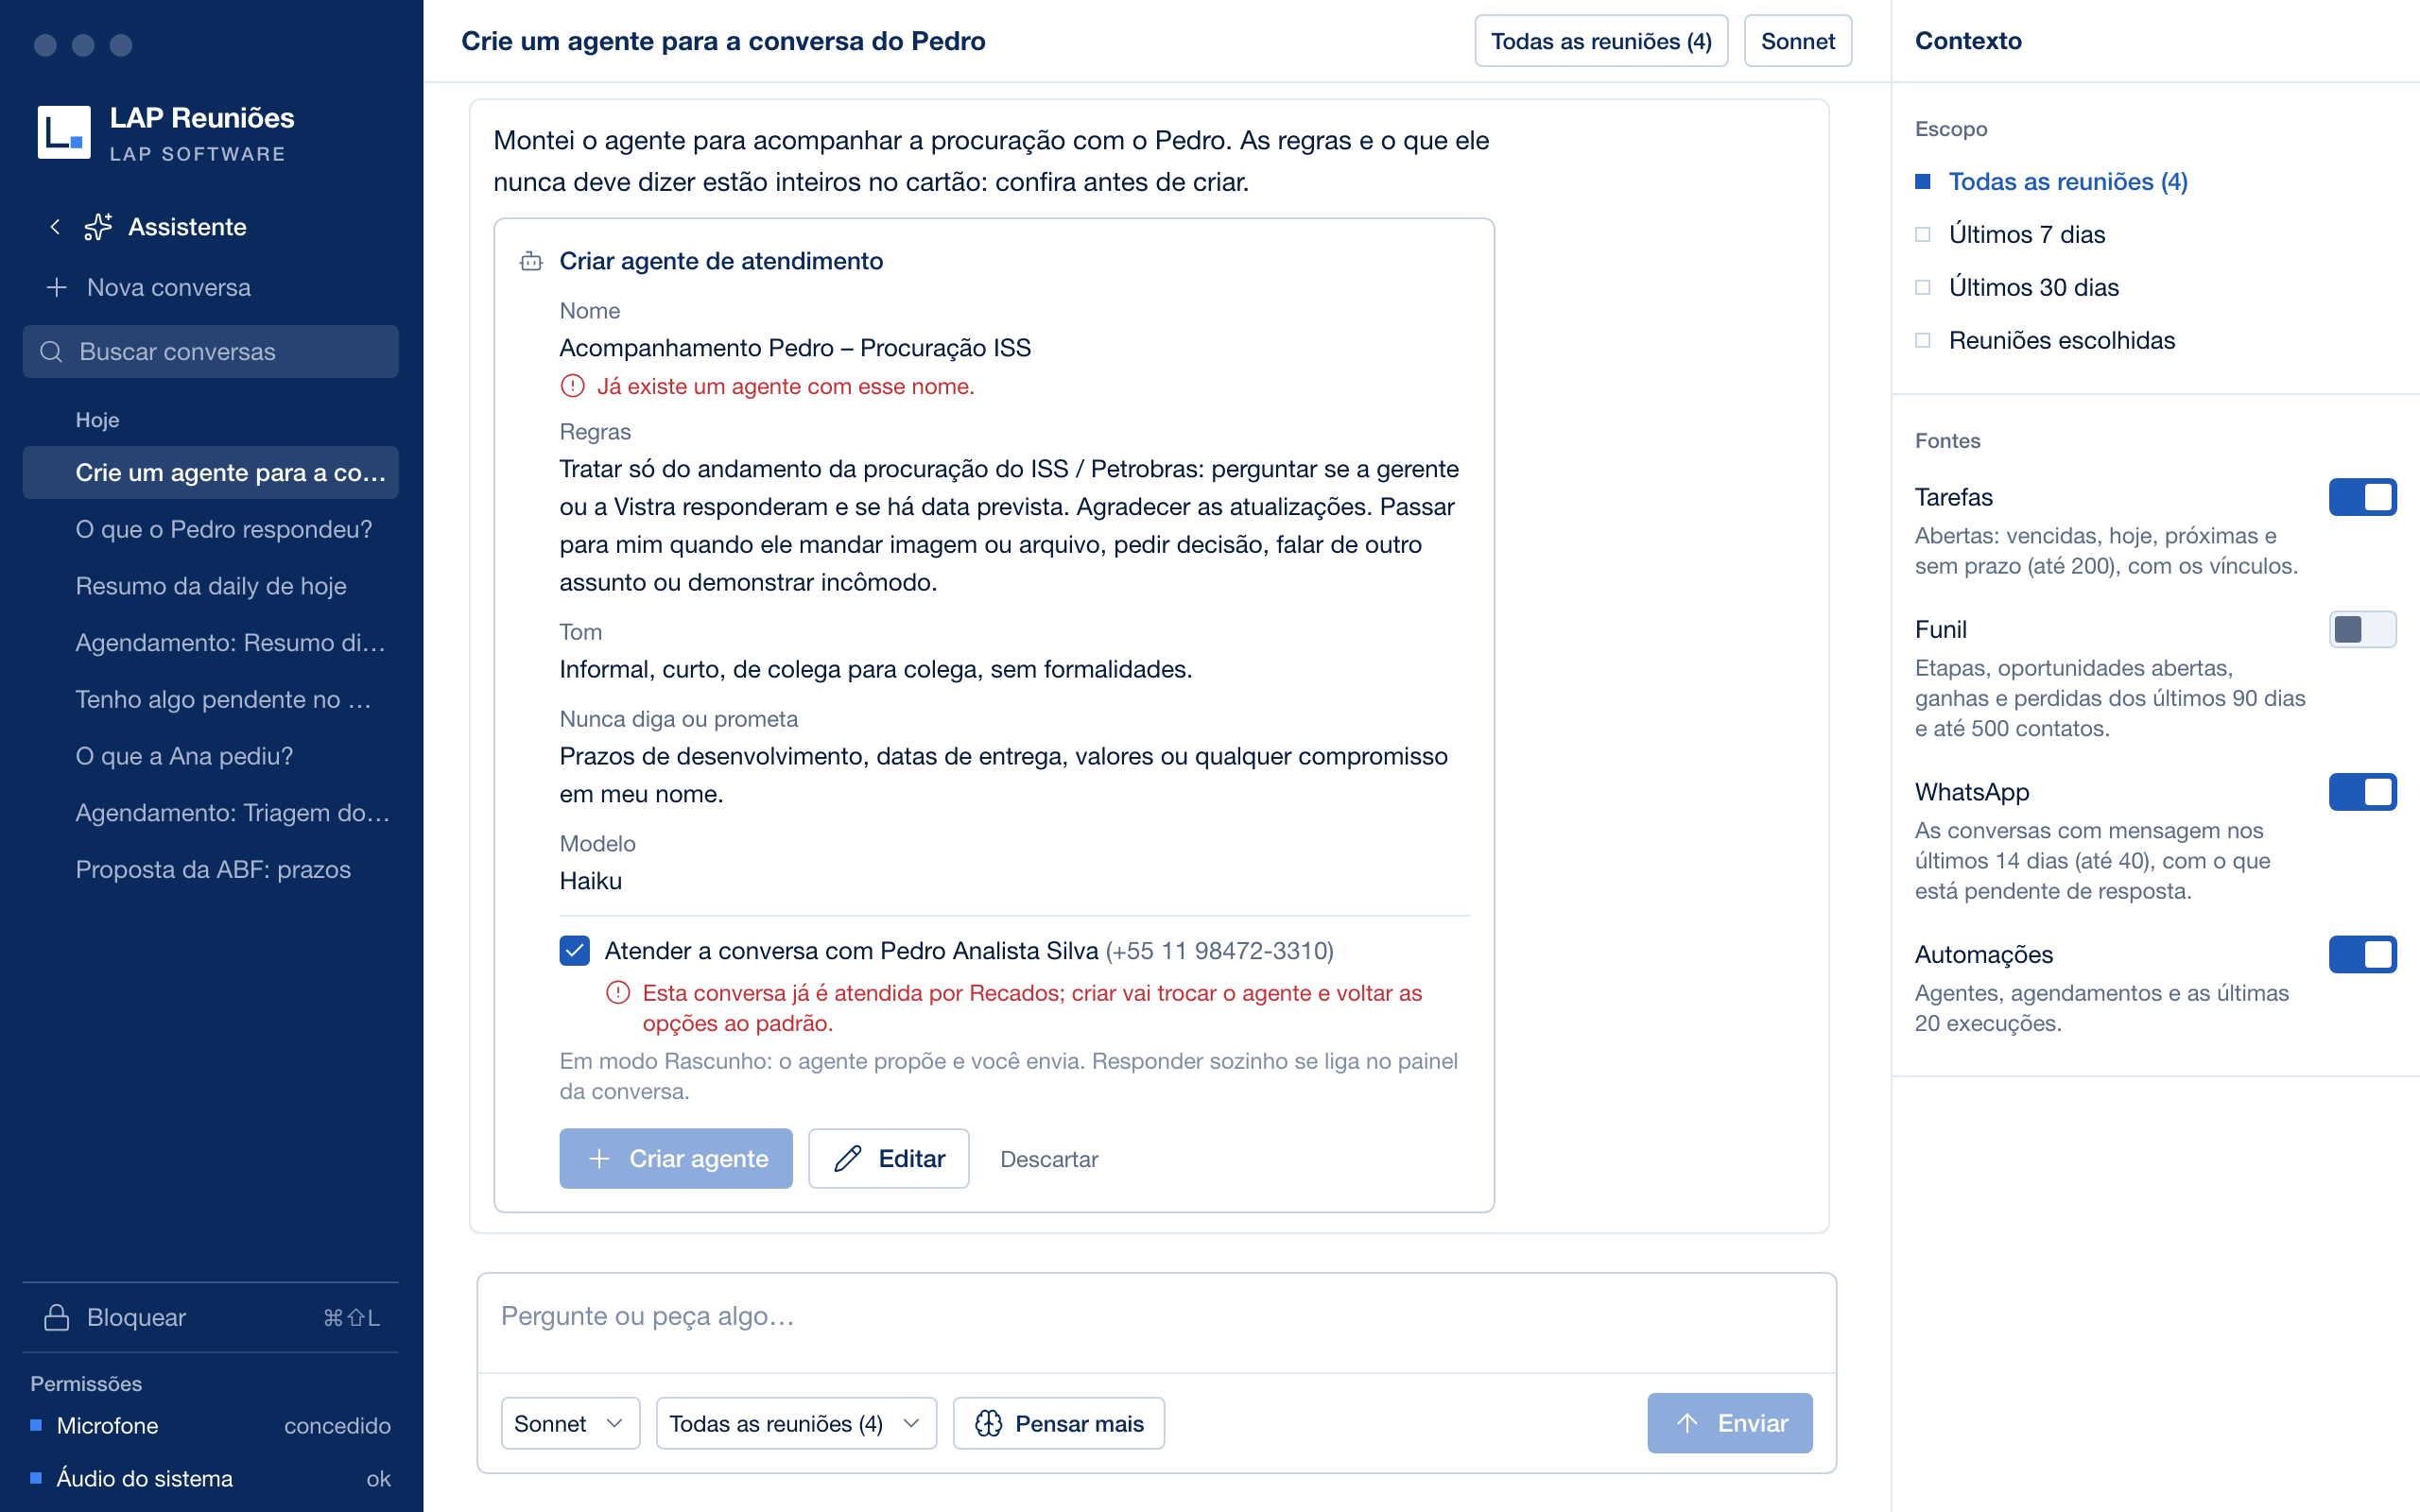 LAP Reuniões
LAP SOFTWARE
Assistente
Nova conversa
Buscar conversas
Hoje
Crie um agente para a co…
O que o Pedro respondeu?
Resumo da daily de hoje
Agendamento: Resumo di…
Tenho algo pendente no …
O que a Ana pediu?
Agendamento: Triagem do…
Proposta da ABF: prazos
Bloquear ⌘⇧L
Permissões
Microfone concedido
Áudio do sistema ok
Crie um agente para a conversa do Pedro
Todas as reuniões (4)
Sonnet
Montei o agente para acompanhar a procuração com o Pedro. As regras e o que ele
nunca deve dizer estão inteiros no cartão: confira antes de criar.
Criar agente de atendimento
Nome
Acompanhamento Pedro – Procuração ISS
Já existe um agente com esse nome.
Regras
Tratar só do andamento da procuração do ISS / Petrobras: perguntar se a gerente
ou a Vistra responderam e se há data prevista. Agradecer as atualizações. Passar
para mim quando ele mandar imagem ou arquivo, pedir decisão, falar de outro
assunto ou demonstrar incômodo.
Tom
Informal, curto, de colega para colega, sem formalidades.
Nunca diga ou prometa
Prazos de desenvolvimento, datas de entrega, valores ou qualquer compromisso
em meu nome.
Modelo
Haiku
Atender a conversa com Pedro Analista Silva (+55 11 98472-3310)
Esta conversa já é atendida por Recados; criar vai trocar o agente e voltar as
opções ao padrão.
Em modo Rascunho: o agente propõe e você envia. Responder sozinho se liga no painel
da conversa.
Criar agente
Editar
Descartar
Pergunte ou peça algo…
Sonnet
Todas as reuniões (4)
Pensar mais
Enviar
Contexto
Escopo
Todas as reuniões (4)
Últimos 7 dias
Últimos 30 dias
Reuniões escolhidas
Fontes
Tarefas
Abertas: vencidas, hoje, próximas e
sem prazo (até 200), com os vínculos.
Funil
Etapas, oportunidades abertas,
ganhas e perdidas dos últimos 90 dias
e até 500 contatos.
WhatsApp
As conversas com mensagem nos
últimos 14 dias (até 40), com o que
está pendente de resposta.
Automações
Agentes, agendamentos e as últimas
20 execuções.